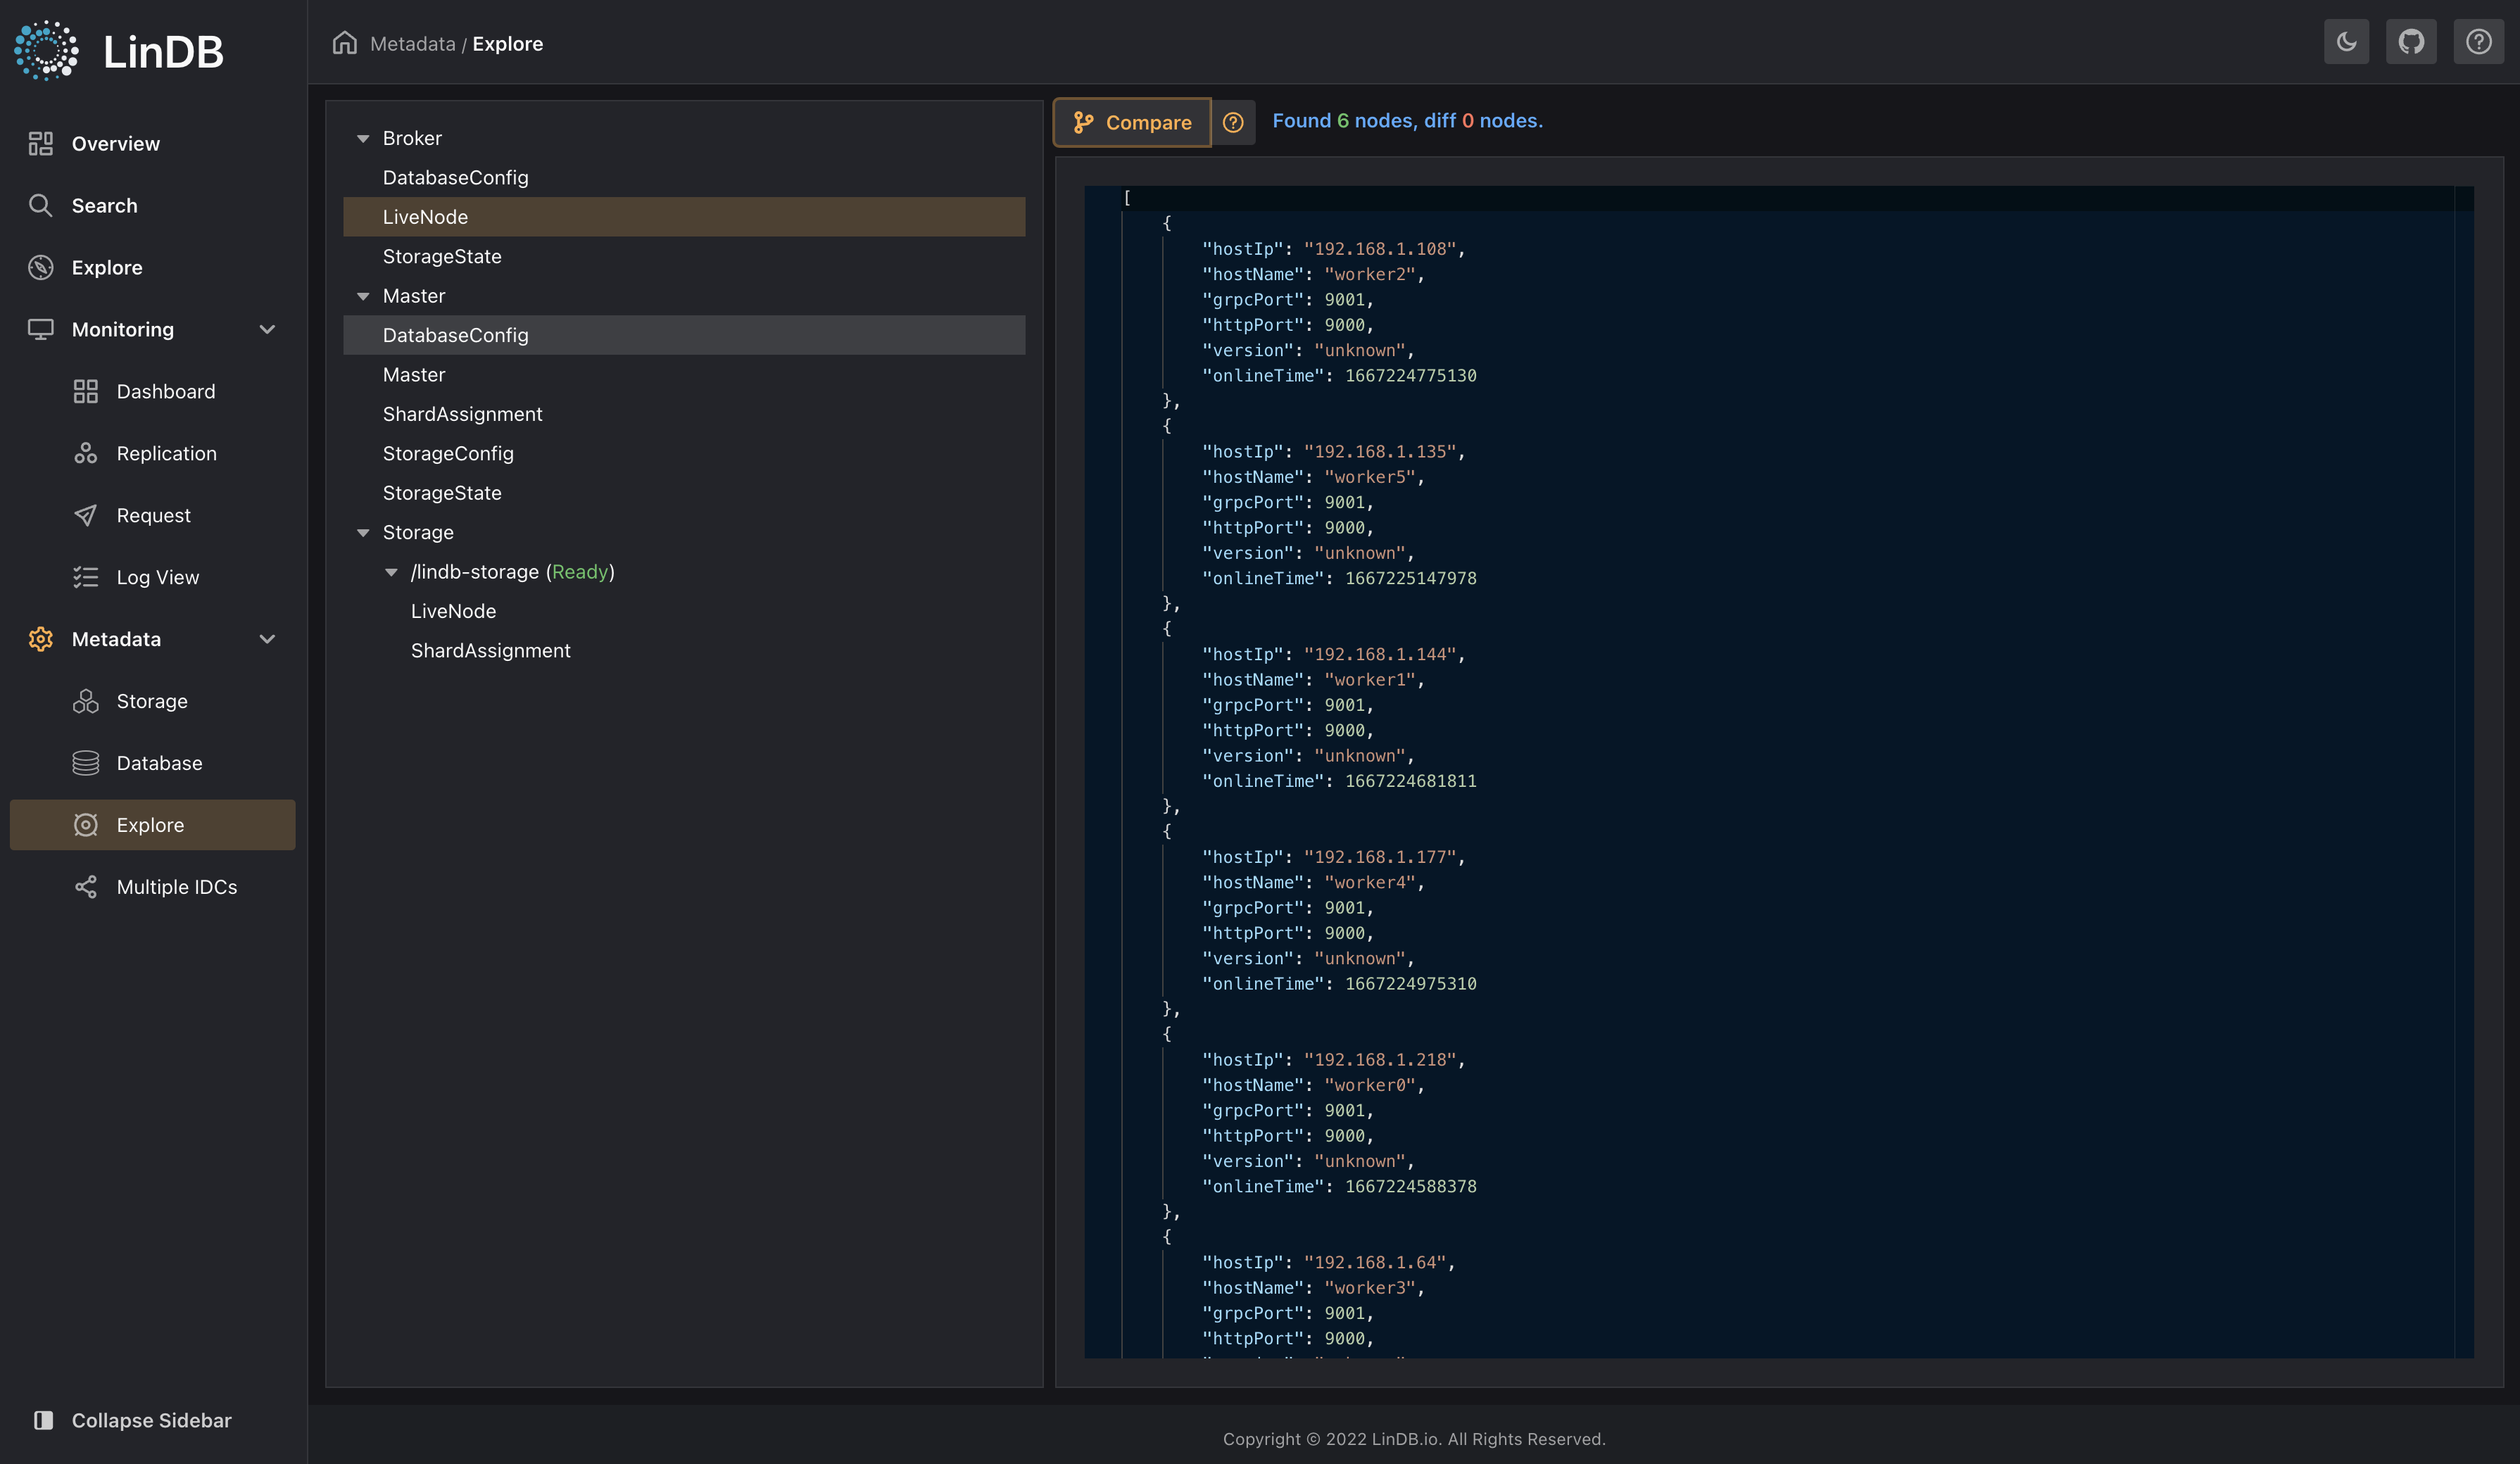 LinDB
Overview
Search
Explore
Monitoring
Dashboard
Replication
Request
Log View
Metadata
Storage
Database
Explore
Multiple IDCs
Collapse Sidebar
Metadata / Explore
Broker
DatabaseConfig
LiveNode
StorageState
Master
DatabaseConfig
Master
ShardAssignment
StorageConfig
StorageState
Storage
/lindb-storage (Ready)
LiveNode
ShardAssignment
Compare
Found 6 nodes, diff 0 nodes.
[
{
"hostIp": "192.168.1.108",
"hostName": "worker2",
"grpcPort": 9001,
"httpPort": 9000,
"version": "unknown",
"onlineTime": 1667224775130
},
{
"hostIp": "192.168.1.135",
"hostName": "worker5",
"grpcPort": 9001,
"httpPort": 9000,
"version": "unknown",
"onlineTime": 1667225147978
},
{
"hostIp": "192.168.1.144",
"hostName": "worker1",
"grpcPort": 9001,
"httpPort": 9000,
"version": "unknown",
"onlineTime": 1667224681811
},
{
"hostIp": "192.168.1.177",
"hostName": "worker4",
"grpcPort": 9001,
"httpPort": 9000,
"version": "unknown",
"onlineTime": 1667224975310
},
{
"hostIp": "192.168.1.218",
"hostName": "worker0",
"grpcPort": 9001,
"httpPort": 9000,
"version": "unknown",
"onlineTime": 1667224588378
},
{
"hostIp": "192.168.1.64",
"hostName": "worker3",
"grpcPort": 9001,
"httpPort": 9000,
Copyright © 2022 LinDB.io. All Rights Reserved.